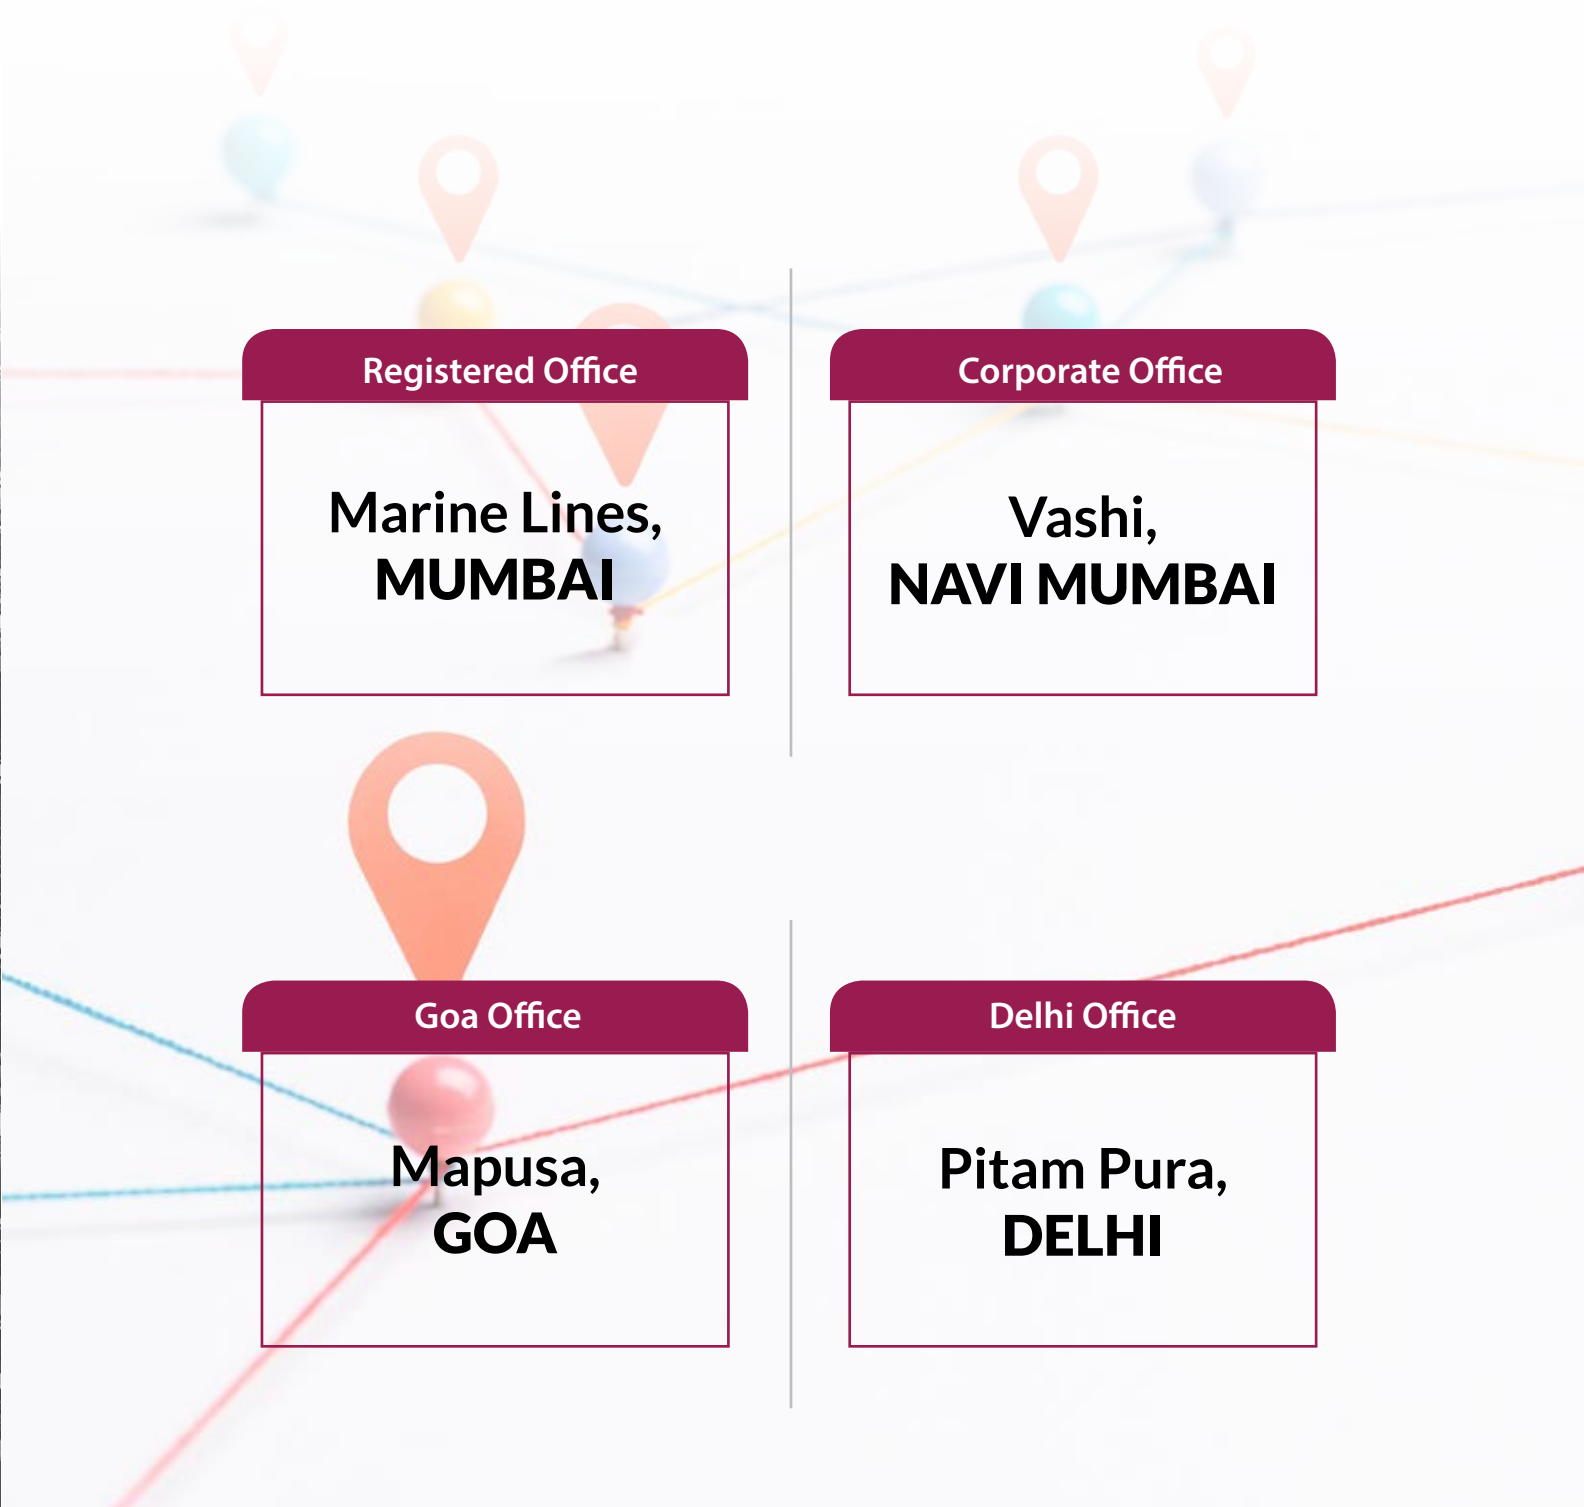 Registered Office
Marine Lines,
MUMBAI
Corporate Office
Vashi,
NAVI MUMBAI
Goa Office
Mapusa,
GOA
Delhi Office
Pitam Pura,
DELHI